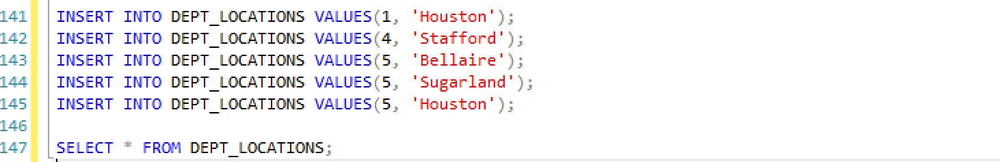 141 INSERT INTO DEPT_LOCATIONS VALUES(1, 'Houston');
142 INSERT INTO DEPT_LOCATIONS VALUES(4, 'Stafford');
143 INSERT INTO DEPT_LOCATIONS VALUES(5, 'Bellaire');
144 INSERT INTO DEPT_LOCATIONS VALUES(5, 'Sugarland');
145 INSERT INTO DEPT_LOCATIONS VALUES(5, 'Houston');
146
147 SELECT * FROM DEPT_LOCATIONS;